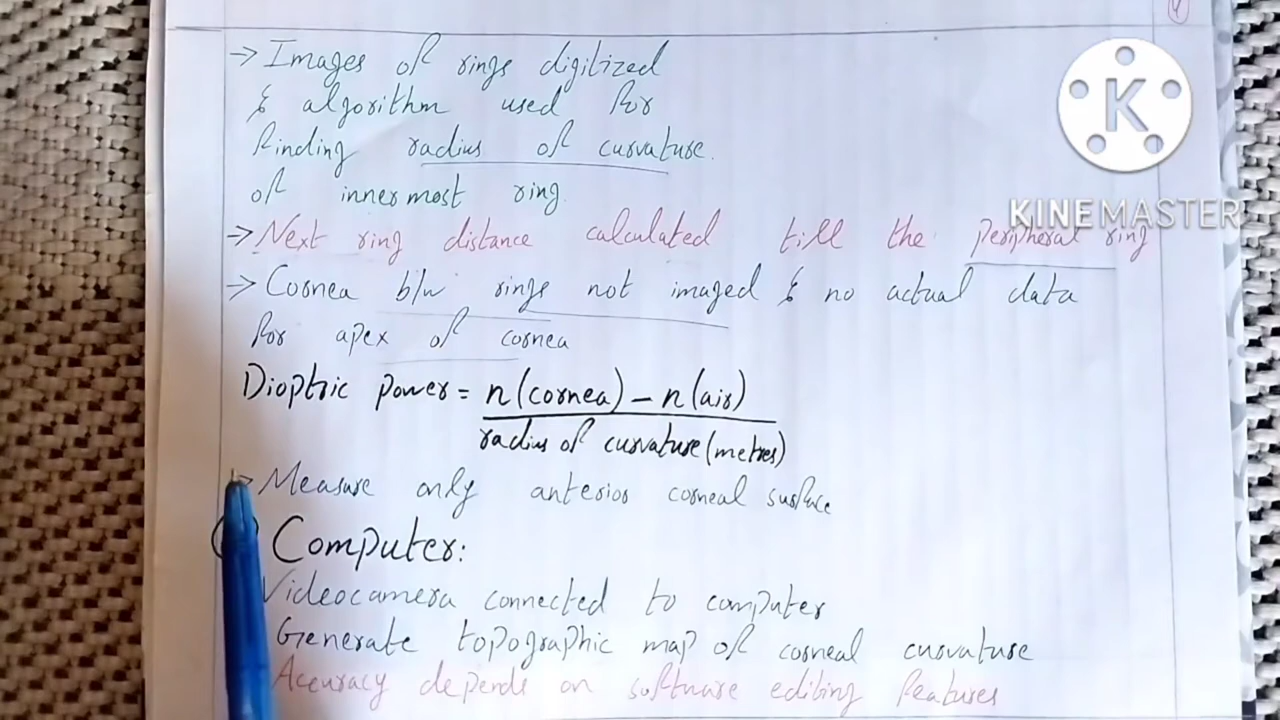 → Images of rings digitized
& algorithm used for
finding radius of curvature.
of innermost ring.
→ Next ring distance calculated till the peripheral ring
→ Cornea b/w rings not imaged & no actual data
for apex of cornea
Dioptric power = n(cornea) – n(air)
radius of curvature (metres)
→ Measure only anterior corneal surface
Computer:
Videocamera connected to computer
Generate topographic map of corneal curvature
Accuracy depends on software editing features
K
KINEMASTER